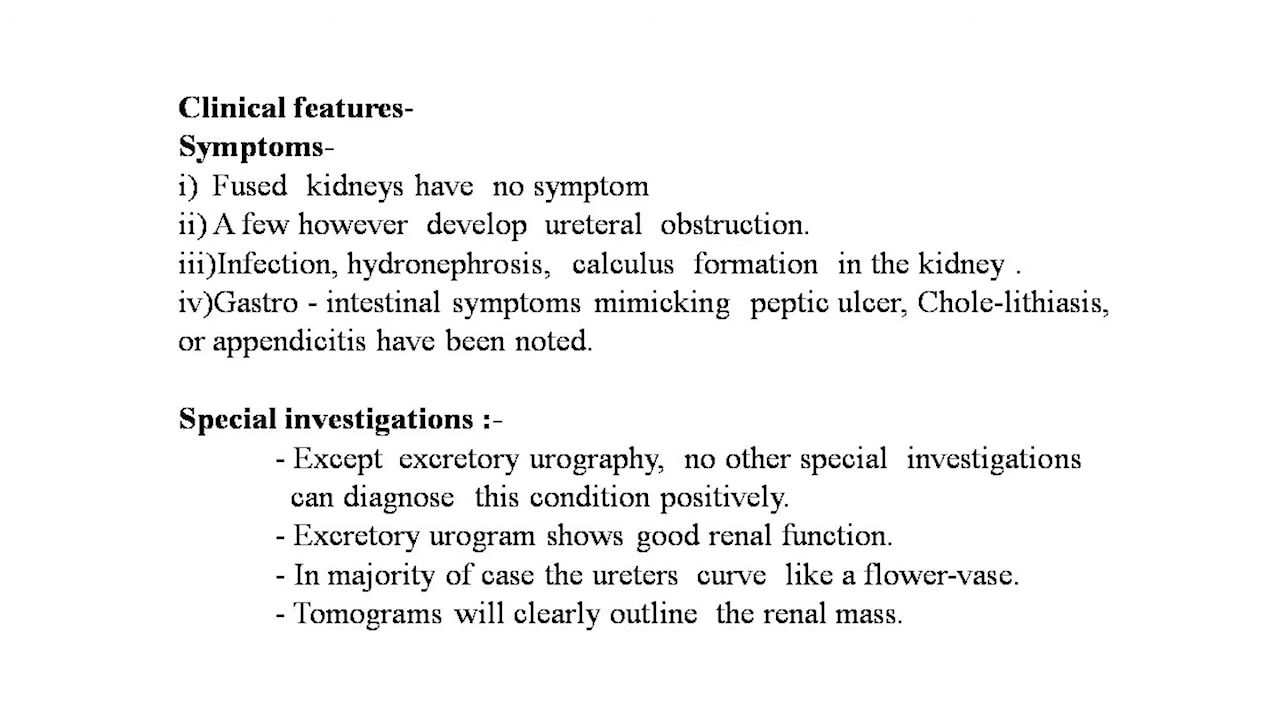 Clinical features-
Symptoms-
i) Fused kidneys have no symptom
ii) A few however develop ureteral obstruction.
iii)Infection, hydronephrosis, calculus formation in the kidney .
iv)Gastro - intestinal symptoms mimicking peptic ulcer, Chole-lithiasis,
or appendicitis have been noted.
Special investigations :-
- Except excretory urography, no other special investigations
can diagnose this condition positively.
- Excretory urogram shows good renal function.
- In majority of case the ureters curve like a flower-vase.
- Tomograms will clearly outline the renal mass.